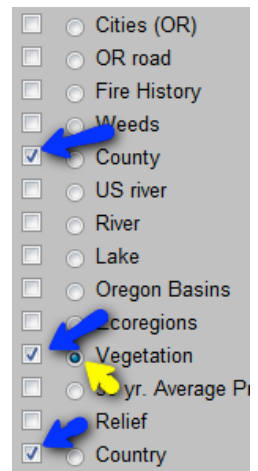 Cities (OR)
OR road
Fire History
Weeds
County
US river
River
Lake
Oregon Basins
Ecoregions
Vegetation
yr. Average Pr
Relief
Country